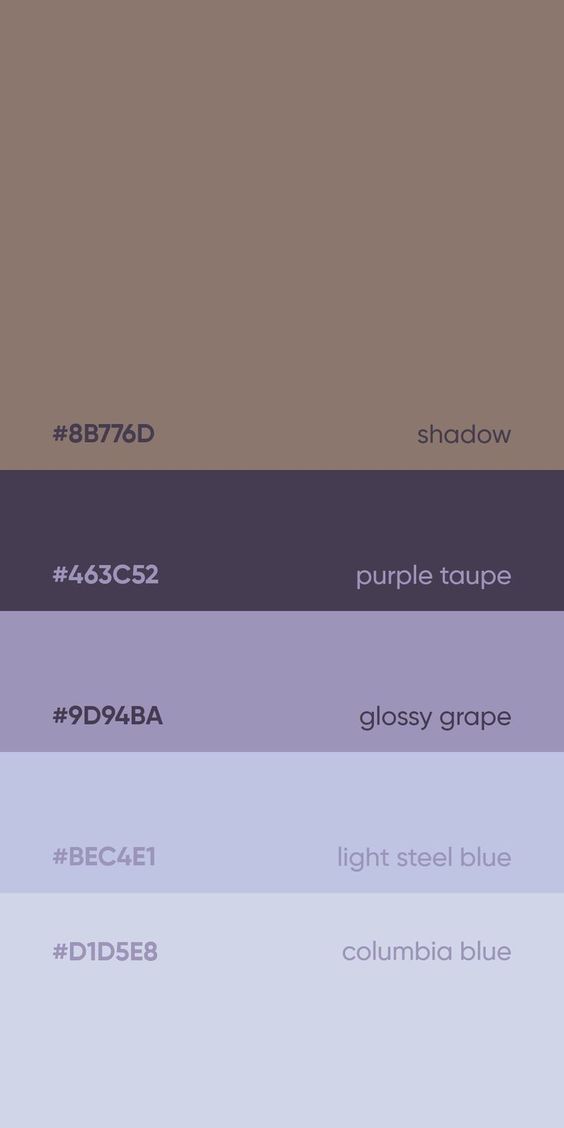 #8B776D shadow
#463C52 purple taupe
#9D94BA glossy grape
#BEC4E1 light steel blue
#D1D5E8 columbia blue